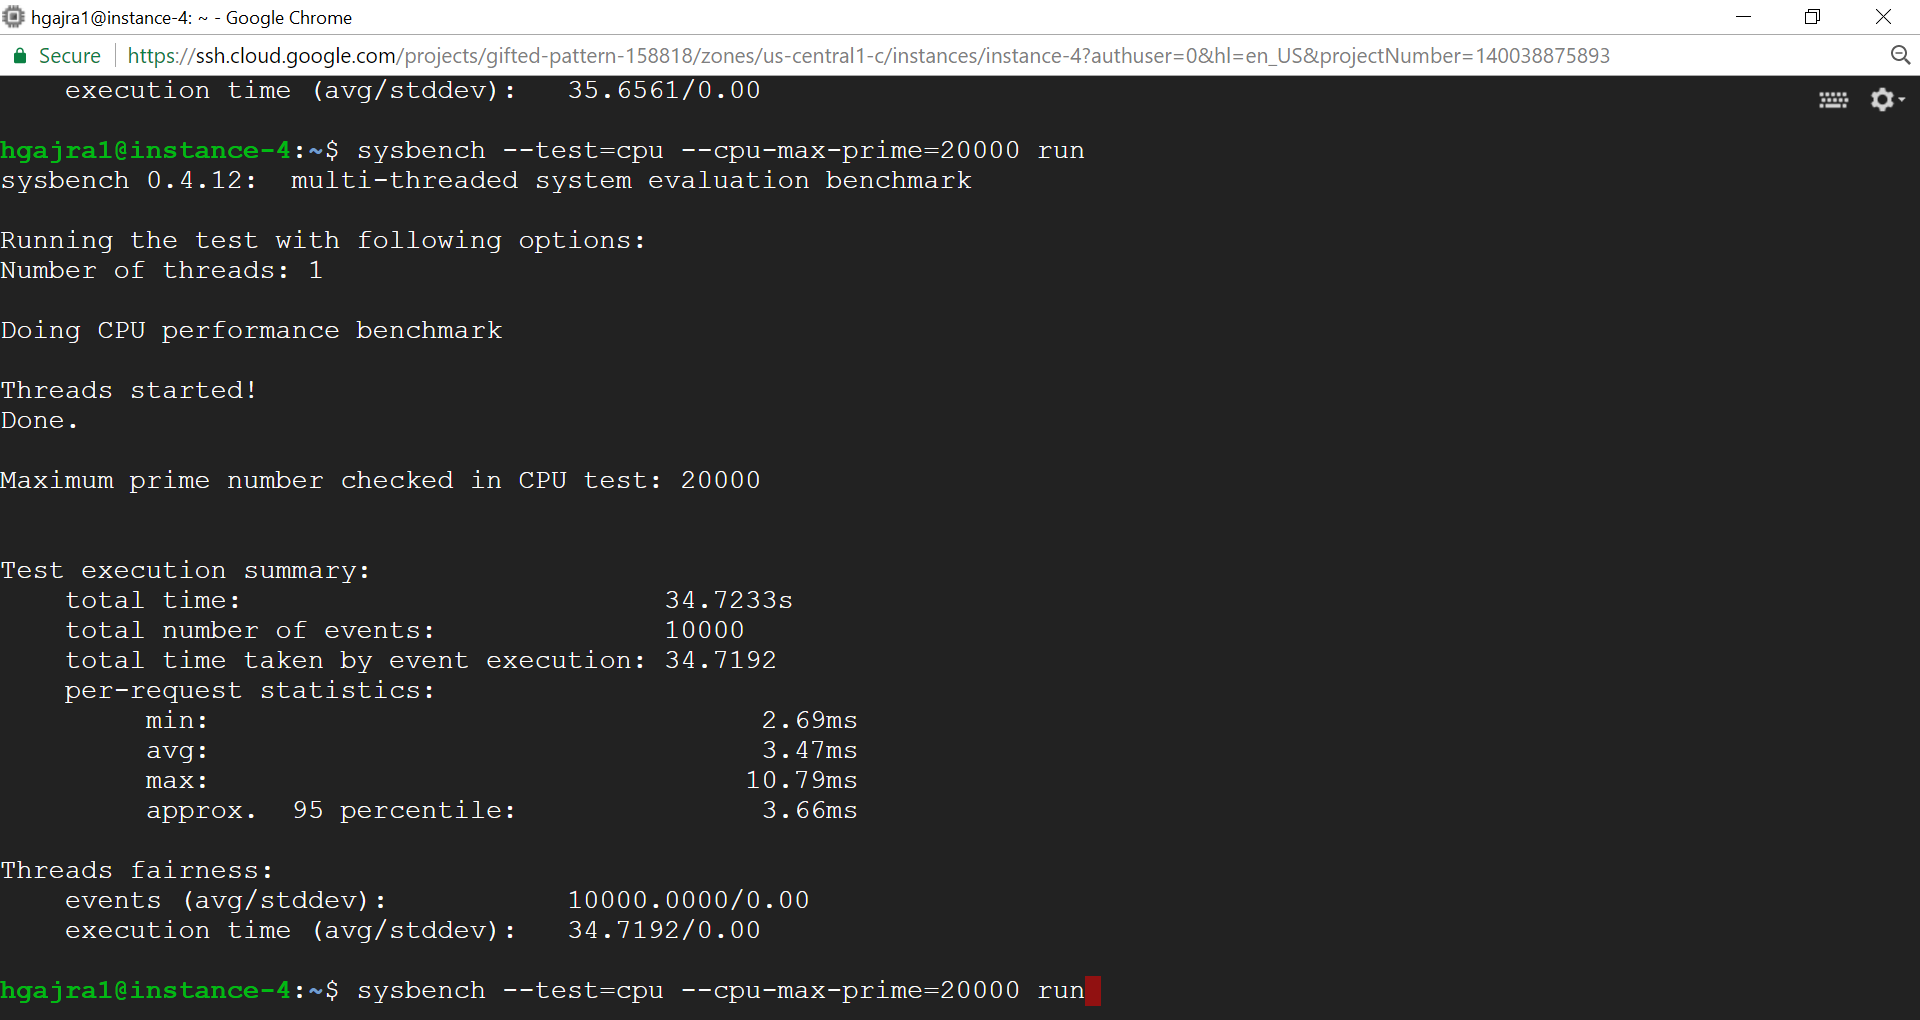 hgajra1@instance-4: ~ - Google Chrome
Secure https://ssh.cloud.google.com/projects/gifted-pattern-158818/zones/us-central1-c/instances/instance-4?authuser=0&hl=en_US&projectNumber=140038875893
execution time (avg/stddev): 35.6561/0.00
hgajra1@instance-4:~$ sysbench --test=cpu --cpu-max-prime=20000 run
sysbench 0.4.12: multi-threaded system evaluation benchmark
Running the test with following options:
Number of threads: 1
Doing CPU performance benchmark
Threads started!
Done.
Maximum prime number checked in CPU test: 20000
Test execution summary:
total time: 34.7233s
total number of events: 10000
total time taken by event execution: 34.7192
per-request statistics:
min: 2.69ms
avg: 3.47ms
max: 10.79ms
approx. 95 percentile: 3.66ms
Threads fairness:
events (avg/stddev): 10000.0000/0.00
execution time (avg/stddev): 34.7192/0.00
hgajra1@instance-4:~$ sysbench --test=cpu --cpu-max-prime=20000 run